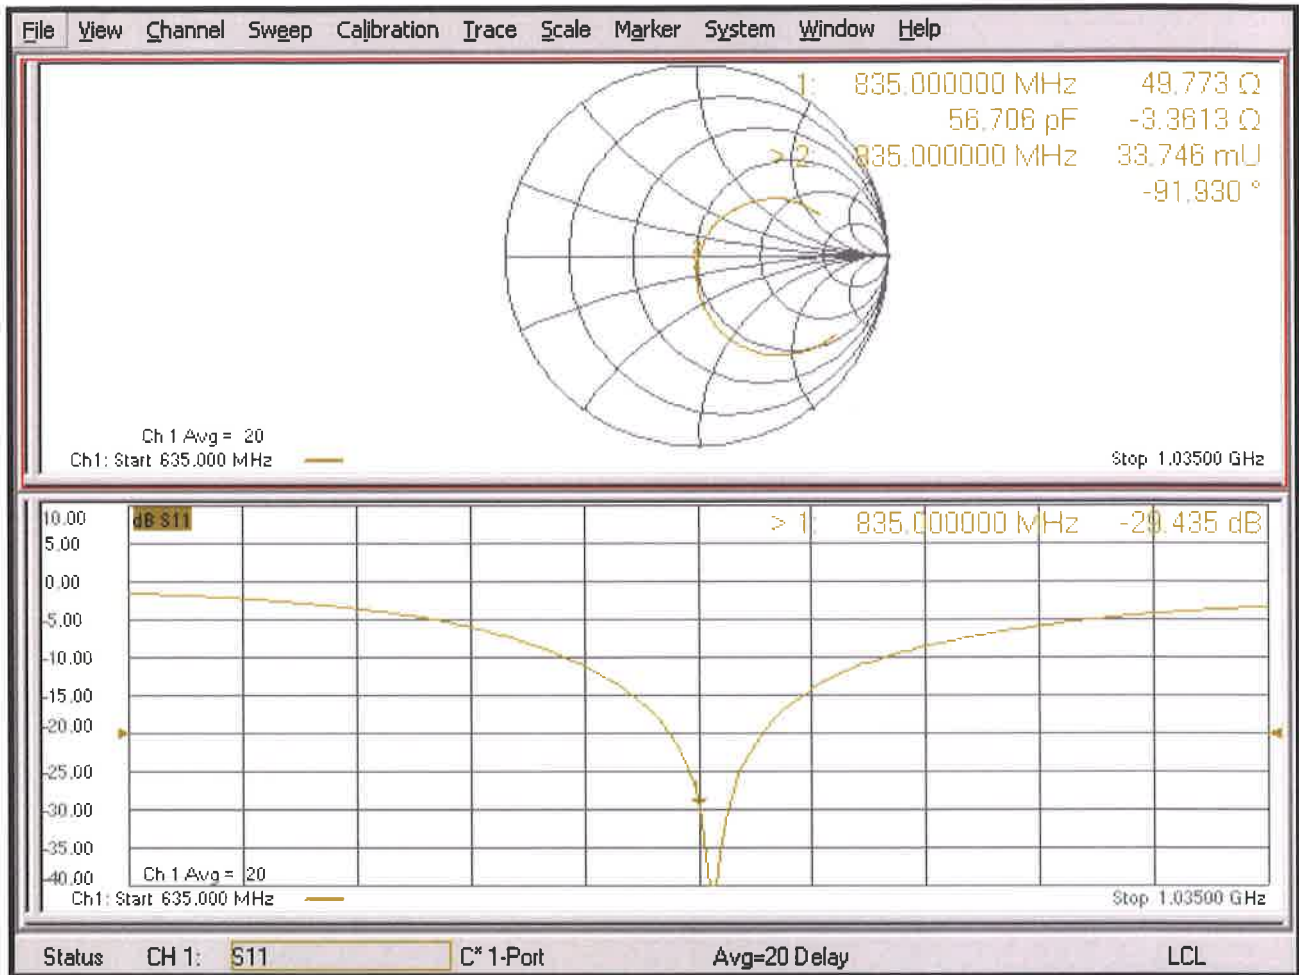 File View Channel Sweep Calibration Trace Scale Marker System Window Help
1: 835.000000 MHz 49.773 Ω
56.706 pF -3.3613 Ω
> 2: 835.000000 MHz 33.746 mU
-91.930 °
Ch 1 Avg = 20
Ch1: Start 635.000 MHz
Stop 1.03500 GHz
10.00
dB S11
> 1: 835.000000 MHz -29.435 dB
5.00
0.00
-5.00
-10.00
-15.00
-20.00
-25.00
-30.00
-35.00
-40.00
Ch 1 Avg = 20
Ch1: Start 635.000 MHz
Stop 1.03500 GHz
Status CH 1: S11 C* 1-Port Avg=20 Delay LCL